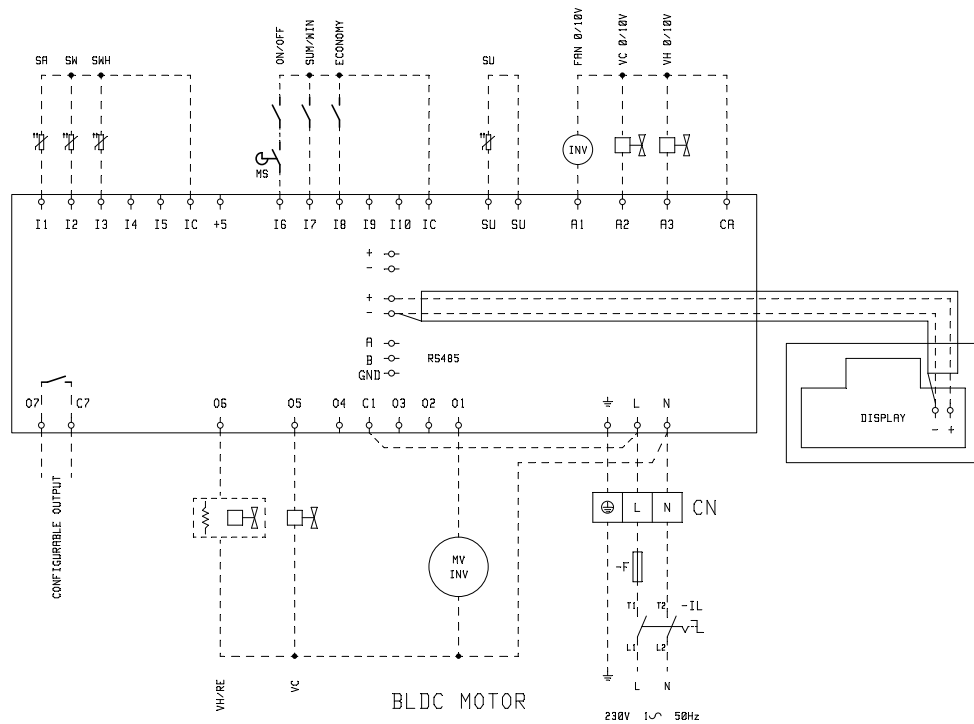 ON/OFF
SUM/WIN
ECONOMY
FAN 0/10V
VC 0/10V
VH 0/10V
SA SW SWH SU
INV
MS
I1 I2 I3 I4 I5 IC +5 I6 I7 I8 I9 I10 IC SU SU A1 A2 A3 CA
+
-
+
-
A
B RS485
GND
O7 C7 O6 O5 O4 C1 O3 O2 O1 L N
DISPLAY
- +
CONFIGURABLE OUTPUT
L N CN
MV
INV
-F
T1 T2 -IL
L1 L2
VH/RE
VC
L N
BLDC MOTOR
230V 1 50Hz